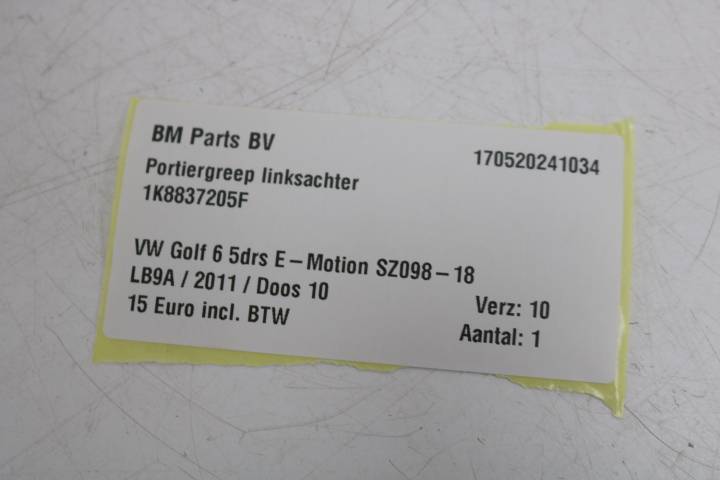 BM Parts BV
170520241034
Portiergreep linksachter
1K8837205F
VW Golf 6 5drs E-Motion SZ098-18
LB9A / 2011 / Doos 10
Verz: 10
15 Euro incl. BTW
Aantal: 1